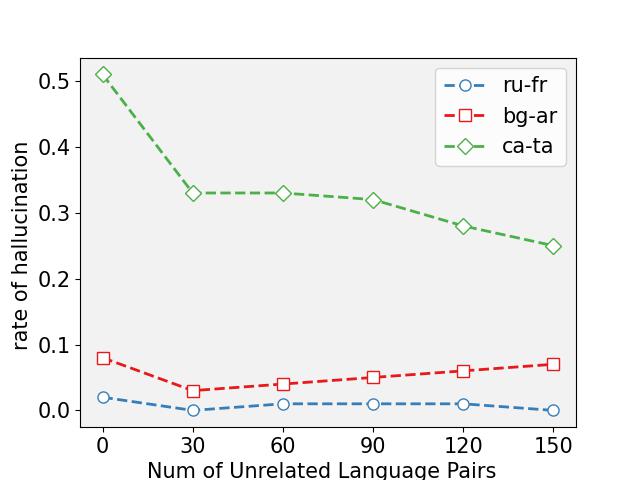 ru-fr
bg-ar
ca-ta
rate of hallucination
0.5
0.4
0.3
0.2
0.1
0.0
0 30 60 90 120 150
Num of Unrelated Language Pairs